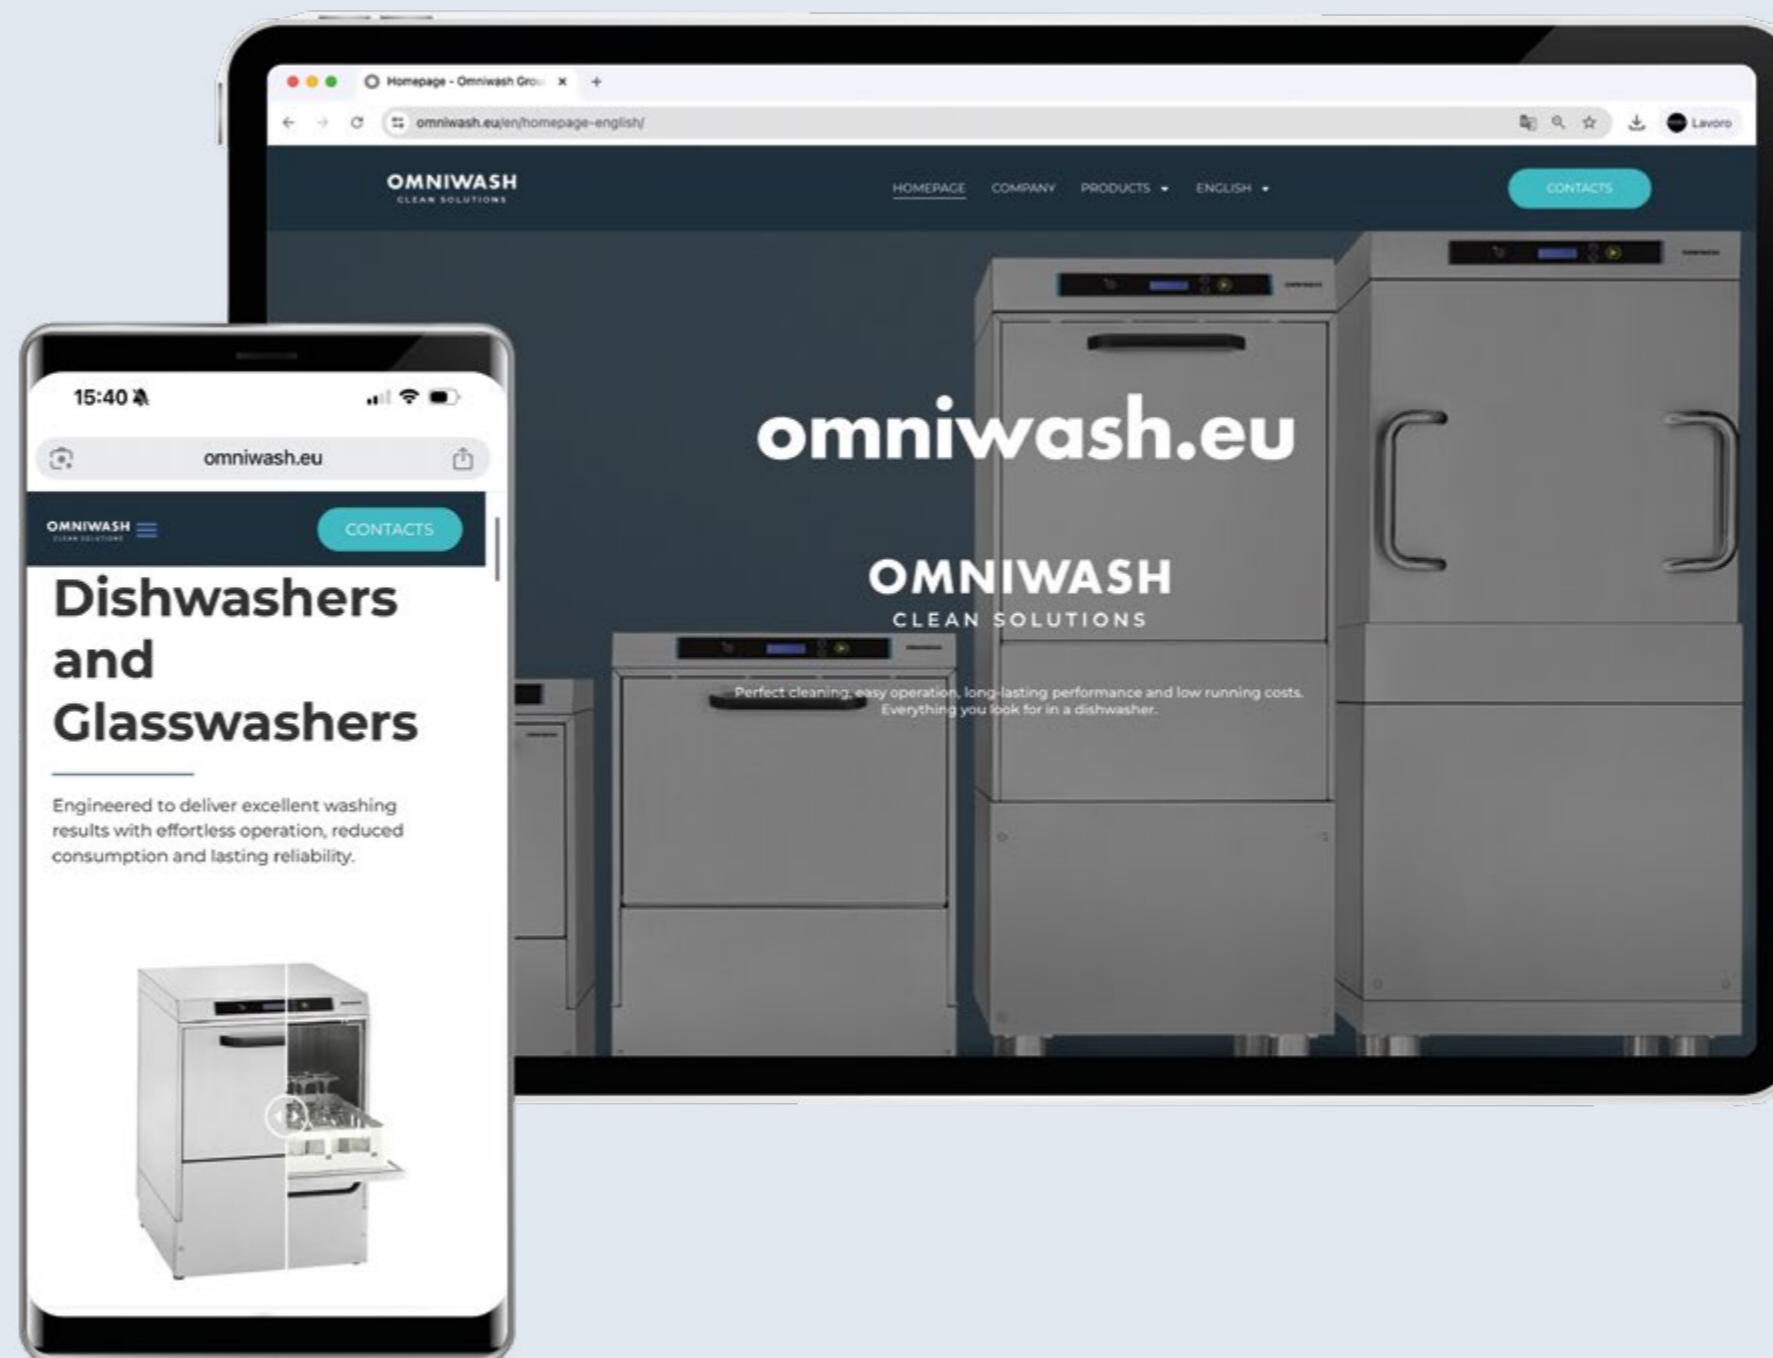 Homepage - Omniwash Grou
omniwash.eu/en/homepage-english/
Lavoro
OMNIWASH
CLEAN SOLUTIONS
HOMEPAGE COMPANY PRODUCTS ENGLISH
CONTACTS
omniwash.eu
OMNIWASH
CLEAN SOLUTIONS
Perfect cleaning, easy operation, long-lasting performance and low running costs.
Everything you look for in a dishwasher.
15:40
omniwash.eu
OMNIWASH
CLEAN SOLUTIONS
CONTACTS
Dishwashers
and
Glasswashers
Engineered to deliver excellent washing
results with effortless operation, reduced
consumption and lasting reliability.